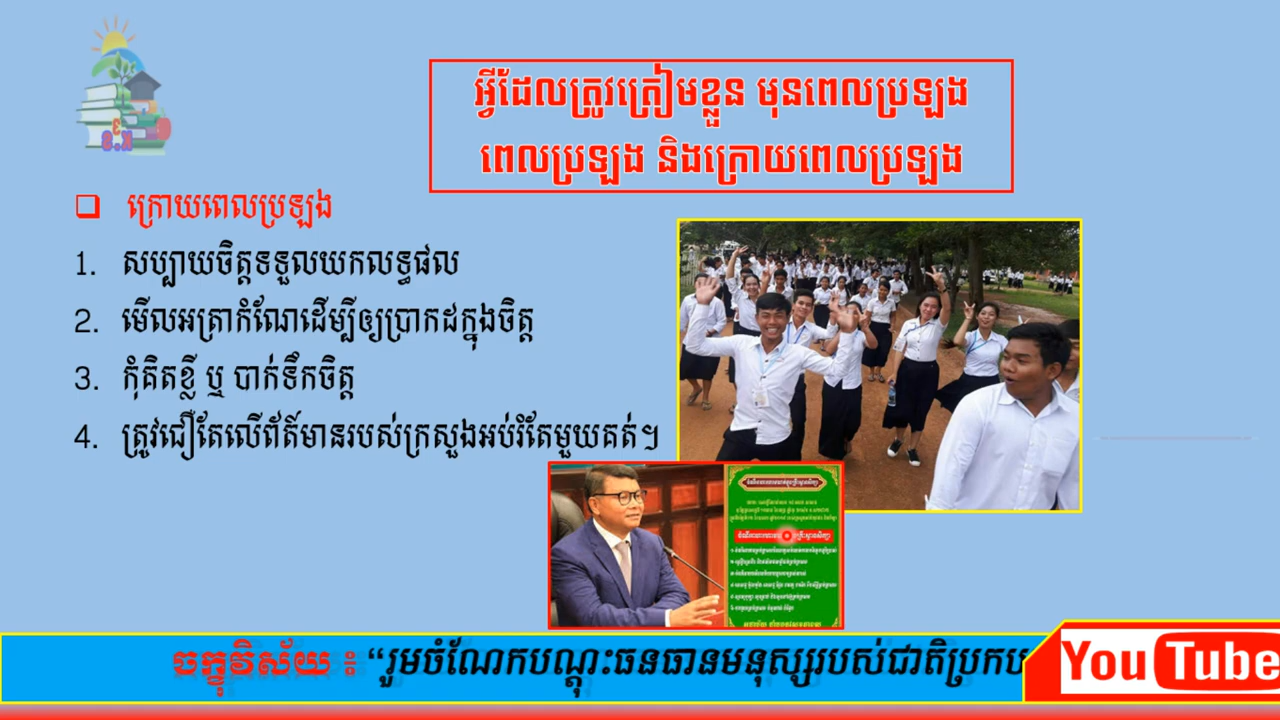 អ្វីដែលត្រូវត្រៀមខ្លួន មុនពេលប្រឡង
ពេលប្រឡង និងក្រោយពេលប្រឡង
ក្រោយពេលប្រឡង
1. សប្បាយចិត្តទទួលយកលទ្ធផល
2. មើលអត្រាកំណែដើម្បីឲ្យប្រាកដក្នុងចិត្ត
3. កុំគិតខ្លី ឬ បាក់ទឹកចិត្ត
4. ត្រូវជឿតែលើព័ត៌មានរបស់ក្រសួងអប់រំតែមួយគត់។
ចក្ខុវិស័យ ៖ “រួមចំណែកបណ្តុះធនធានមនុស្សរបស់ជាតិប្រកប
YouTube